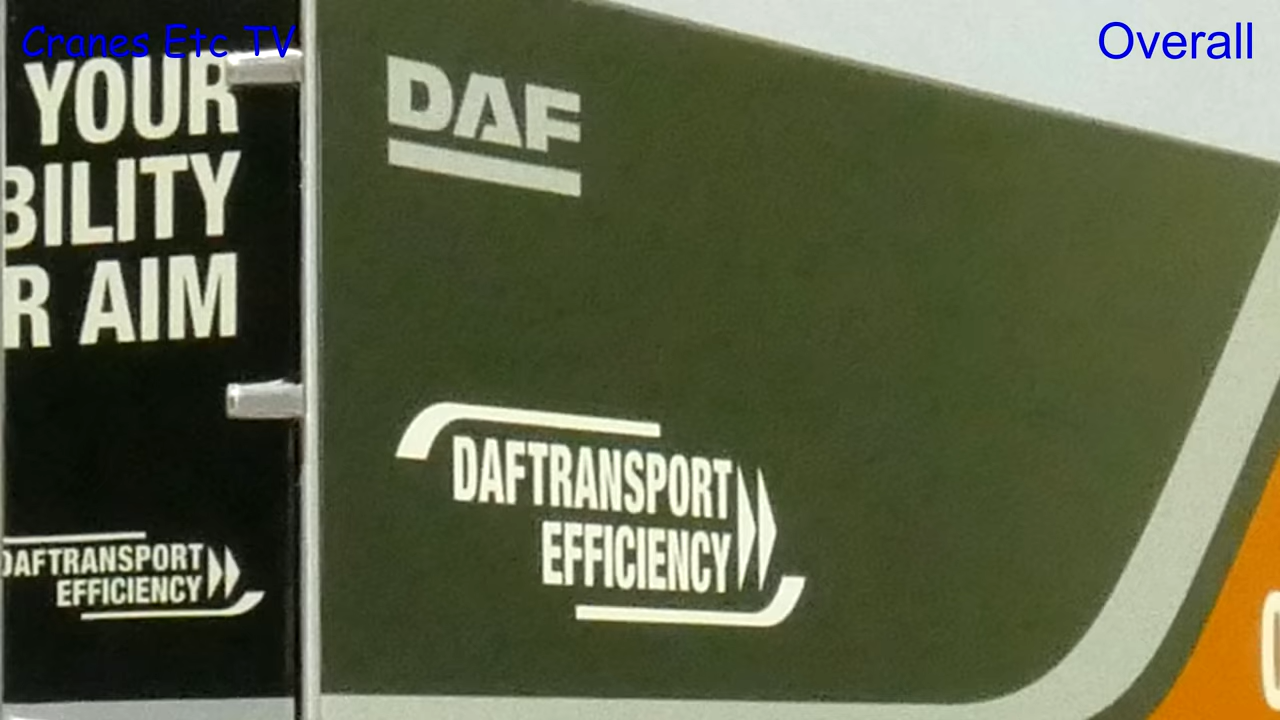 Cranes Etc TV
Overall
YOUR
BILITY
R AIM
DAFTRANSPORT
EFFICIENCY
DAF
DAFTRANSPORT
EFFICIENCY